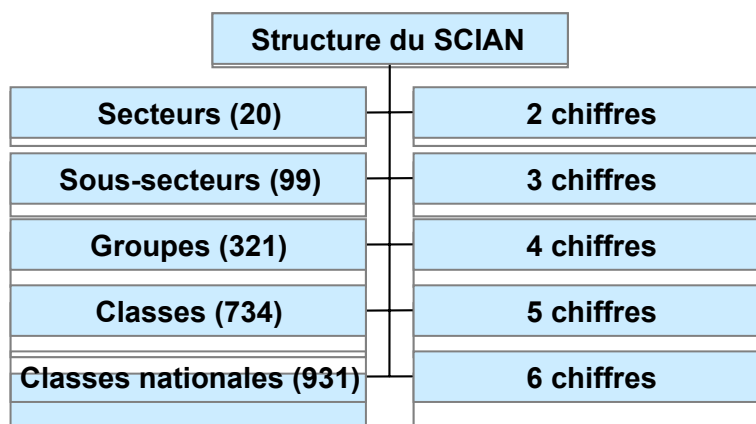 Structure du SCIAN
Secteurs (20)
2 chiffres
Sous-secteurs (99)
3 chiffres
Groupes (321)
4 chiffres
Classes (734)
5 chiffres
Classes nationales (931)
6 chiffres